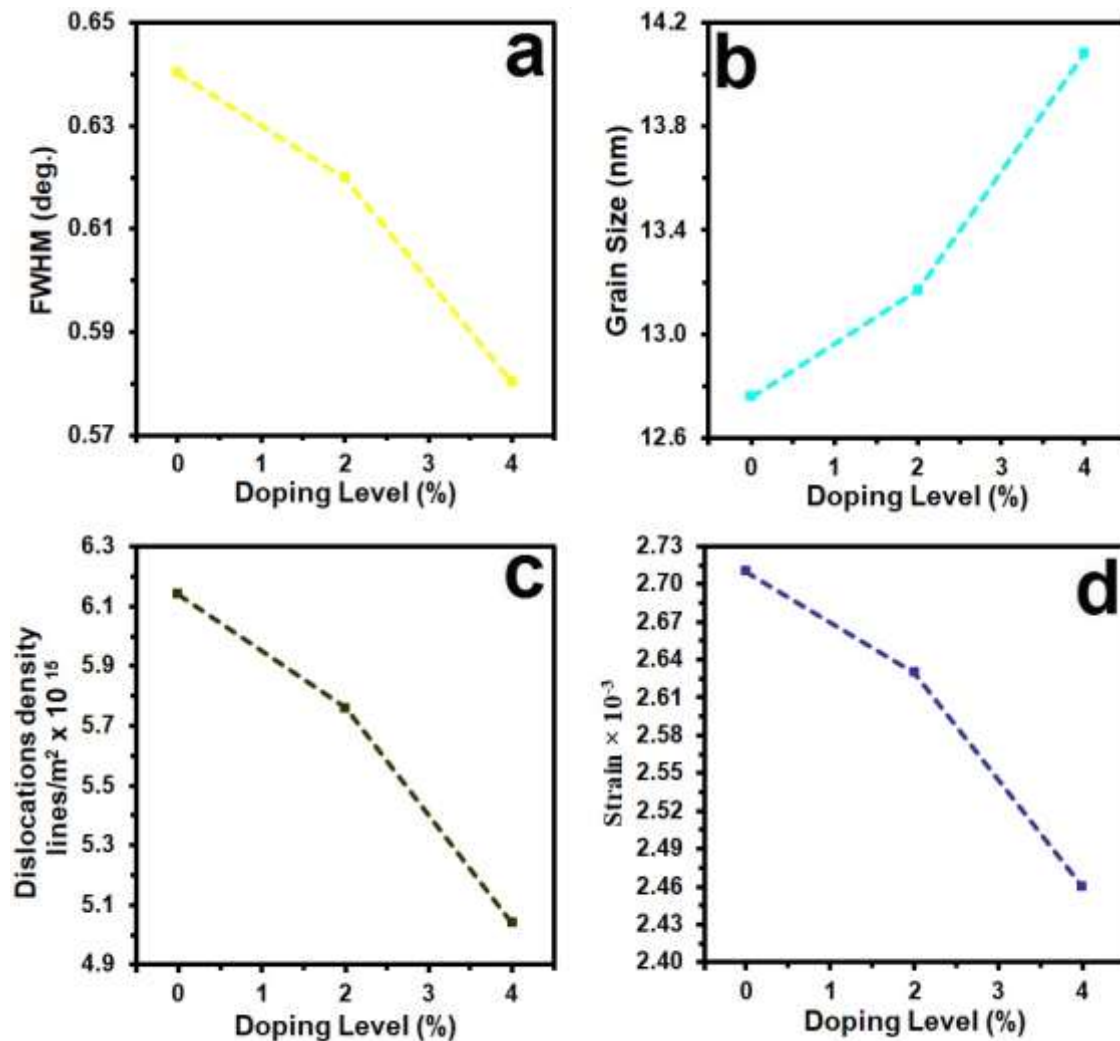 a
0.65
0.63
0.61
0.59
0.57
FWHM (deg.)
0 1 2 3 4
Doping Level (%)
b
14.2
13.8
13.4
13.0
12.6
Grain Size (nm)
0 1 2 3 4
Doping Level (%)
c
6.3
6.1
5.9
5.7
5.5
5.3
5.1
4.9
Dislocations density
lines/m² x 10 ¹⁵
0 1 2 3 4
Doping Level (%)
d
2.73
2.70
2.67
2.64
2.61
2.58
2.55
2.52
2.49
2.46
2.43
2.40
Strain × 10⁻³
0 1 2 3 4
Doping Level (%)